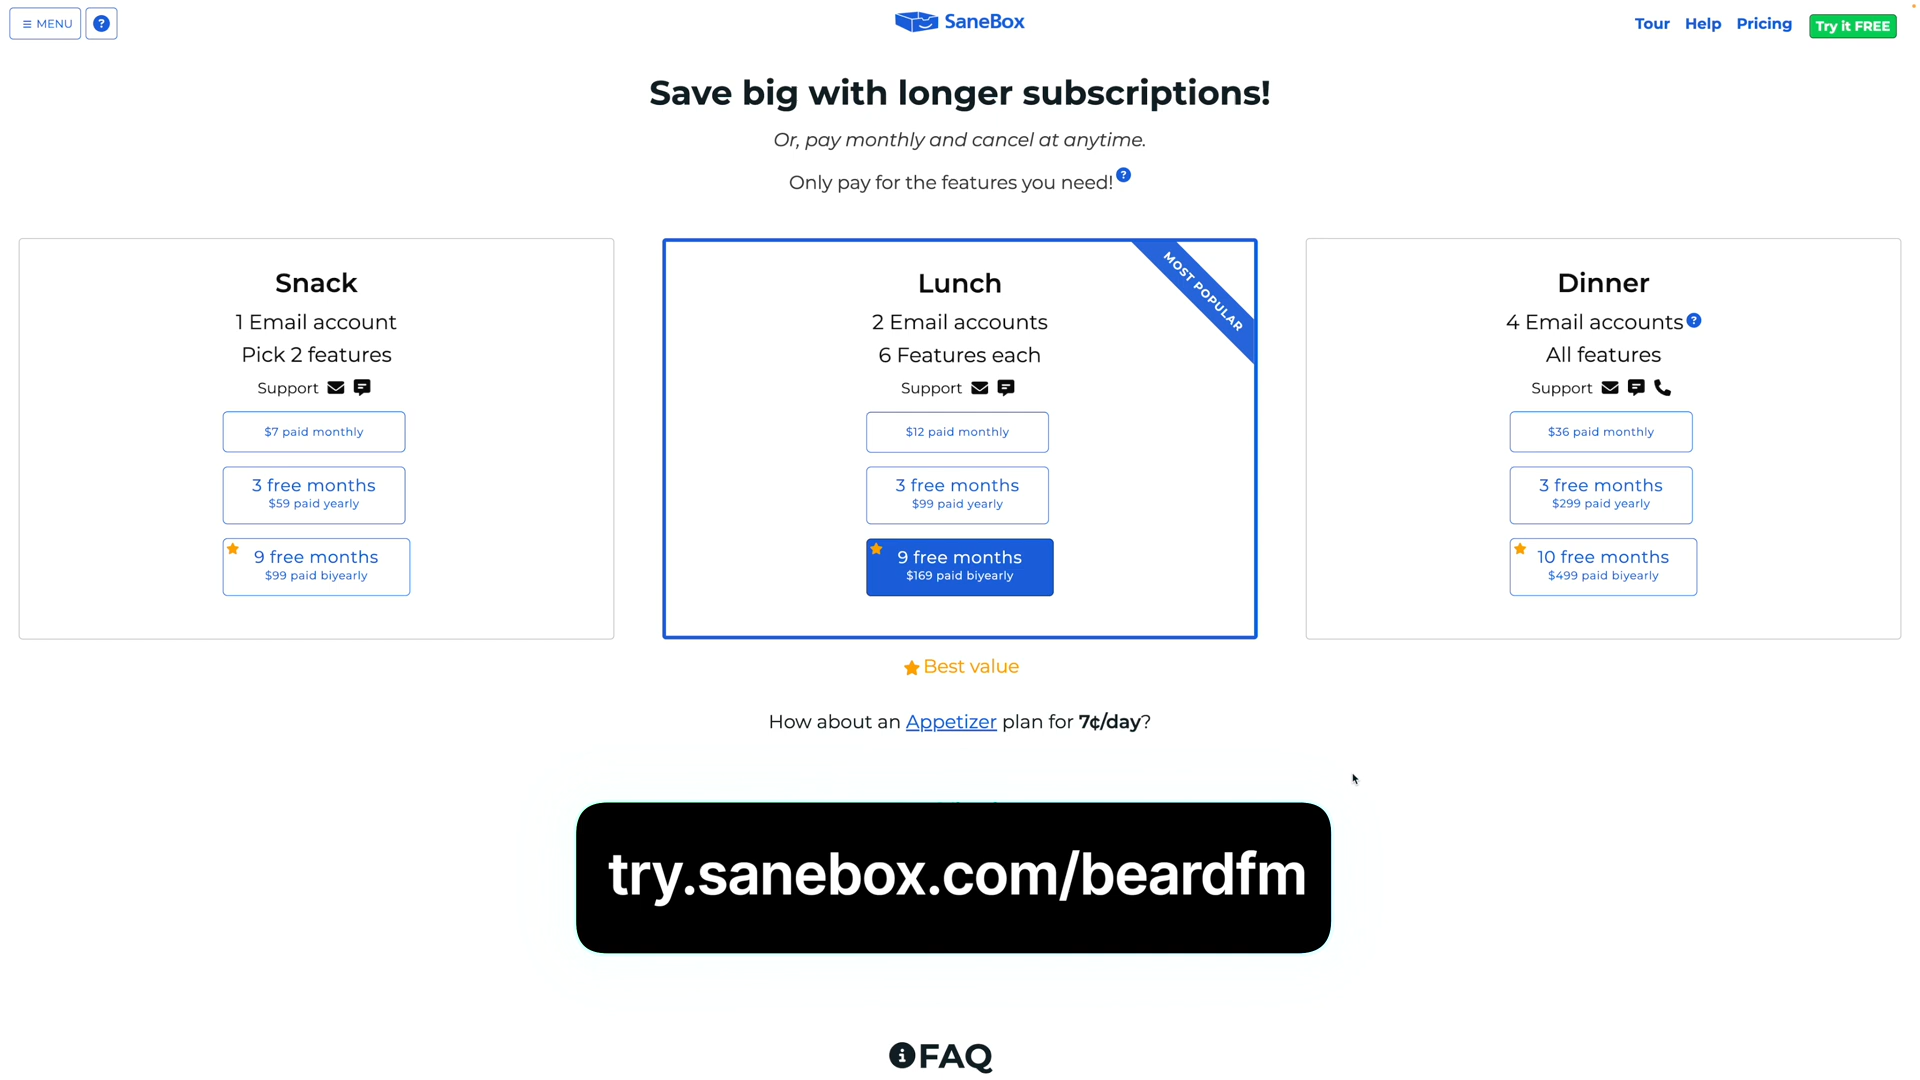 MENU
SaneBox
Tour
Help
Pricing
Try it FREE
Save big with longer subscriptions!
Or, pay monthly and cancel at anytime.
Only pay for the features you need!
Snack
1 Email account
Pick 2 features
Support
$7 paid monthly
3 free months
$59 paid yearly
9 free months
$99 paid biyearly
MOST POPULAR
Lunch
2 Email accounts
6 Features each
Support
$12 paid monthly
3 free months
$99 paid yearly
9 free months
$169 paid biyearly
Dinner
4 Email accounts
All features
Support
$36 paid monthly
3 free months
$299 paid yearly
10 free months
$499 paid biyearly
Best value
How about an Appetizer plan for 7¢/day?
try.sanebox.com/beardfm
FAQ